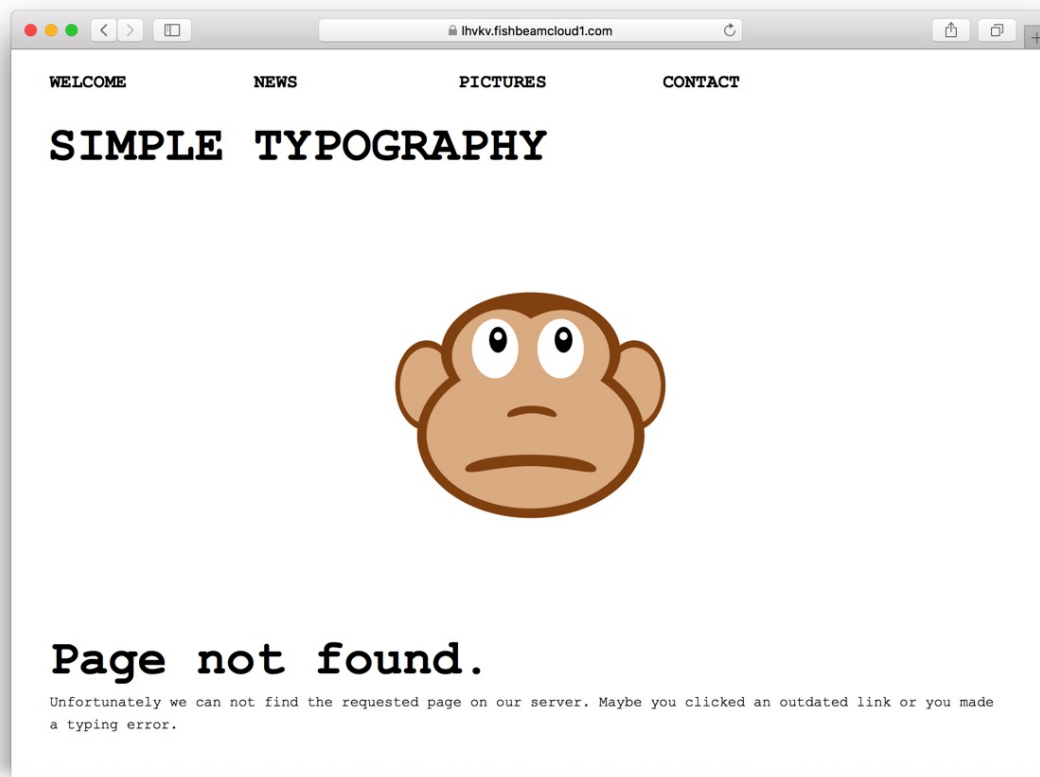 lhvkv.fishbeamcloud1.com
WELCOME NEWS PICTURES CONTACT
SIMPLE TYPOGRAPHY
Page not found.
Unfortunately we can not find the requested page on our server. Maybe you clicked an outdated link or you made
a typing error.